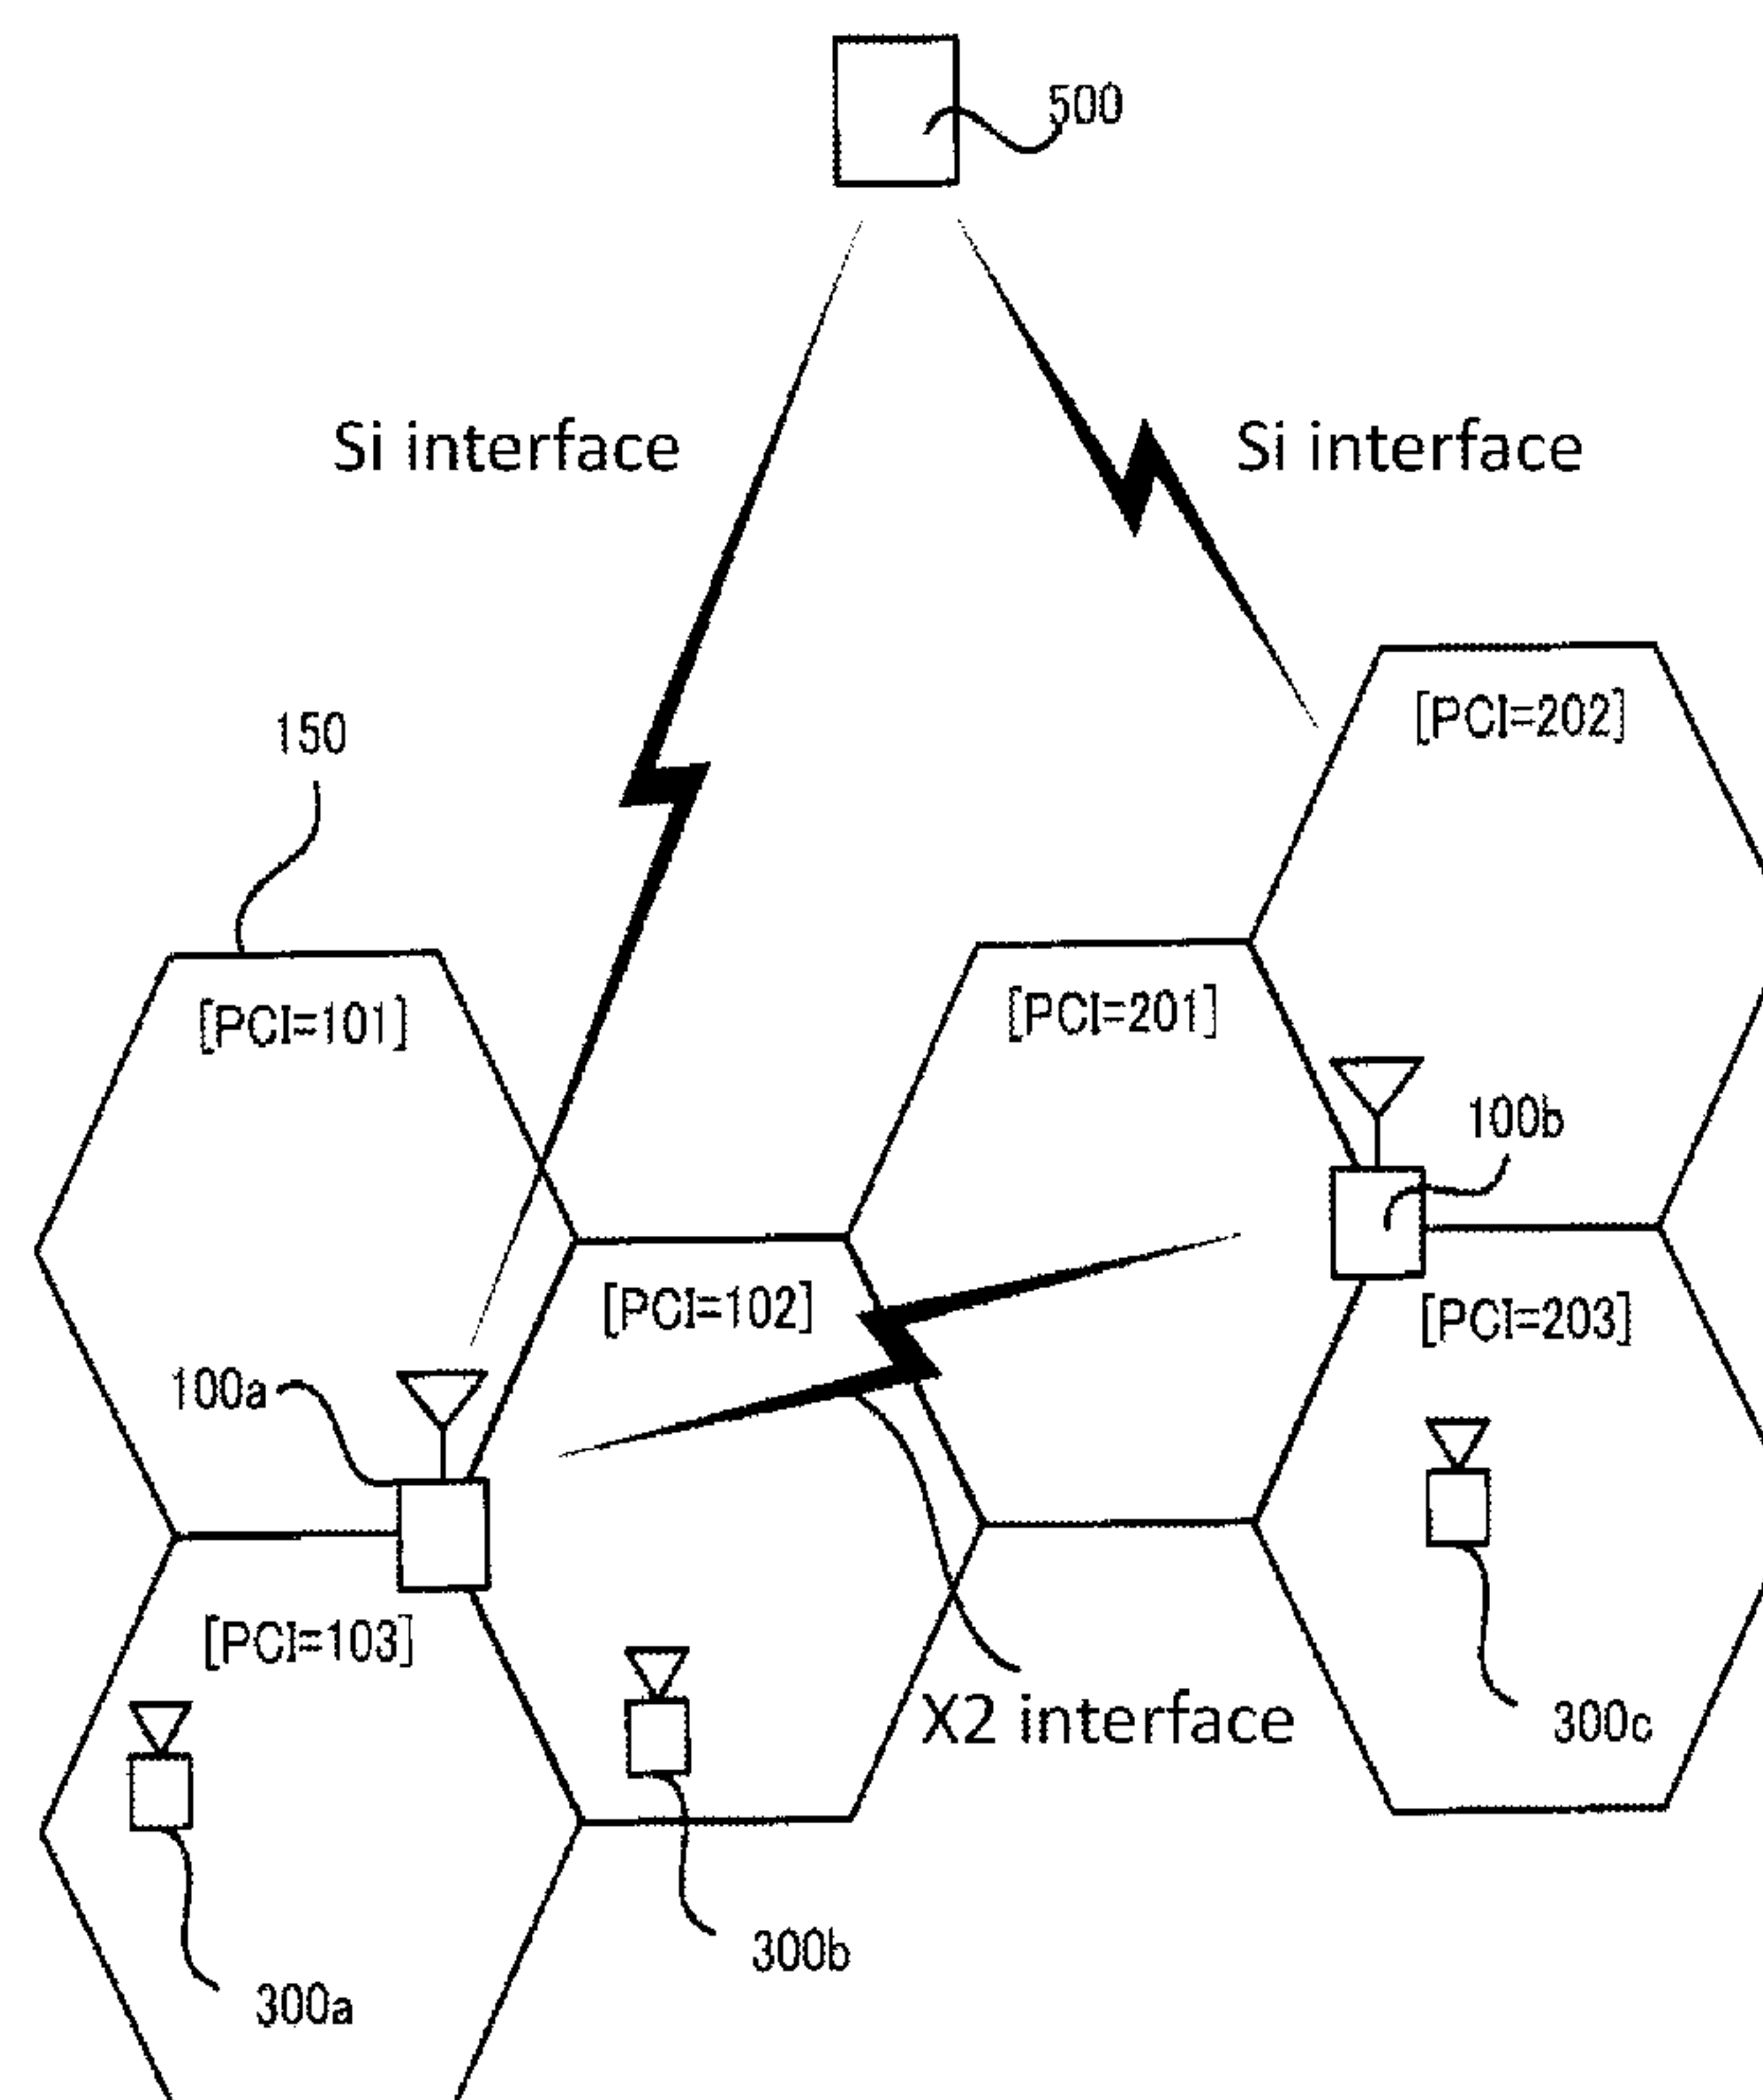 500
Si interface
Si interface
[PCI=202]
150
[PCI=101]
[PCI=201]
100b
[PCI=102]
[PCI=203]
100a
[PCI=103]
X2 interface
300c
300b
300a